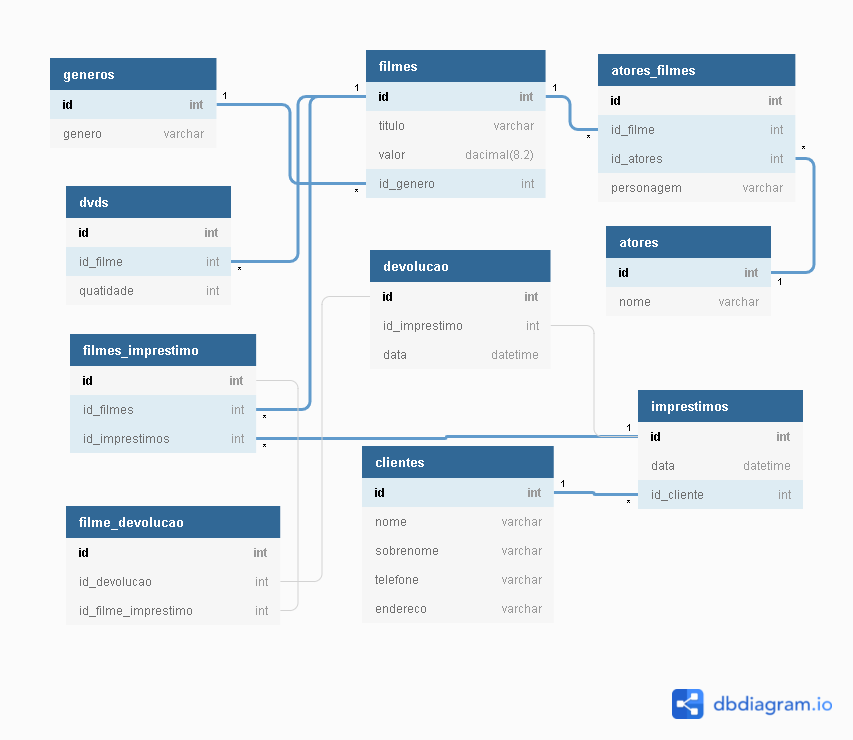 generos
1
id int
genero varchar
filmes
1
1
id int
titulo varchar
valor dacimal(8.2)
id_genero int
*
atores_filmes
id int
id_filme int
*
id_atores int
*
personagem varchar
dvds
id int
id_filme int
*
quatidade int
atores
id int
1
nome varchar
devolucao
id int
id_imprestimo int
data datetime
filmes_imprestimo
id int
id_filmes int
*
id_imprestimos int
*
imprestimos
1
id int
data datetime
id_cliente int
*
clientes
id int
1
nome varchar
sobrenome varchar
telefone varchar
endereco varchar
filme_devolucao
id int
id_devolucao int
id_filme_imprestimo int
dbdiagram.io